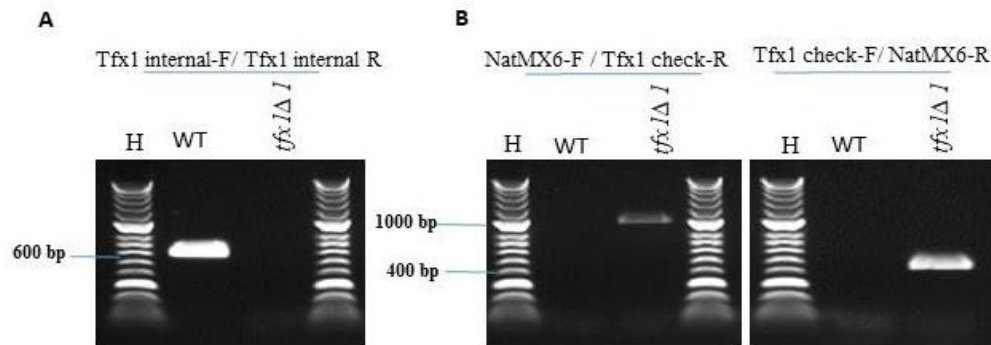 A
Tfx1 internal-F/ Tfx1 internal R
H WT tfx1Δ 1
600 bp
B
NatMX6-F / Tfx1 check-R
H WT tfx1Δ 1
1000 bp
400 bp
Tfx1 check-F/ NatMX6-R
H WT tfx1Δ 1